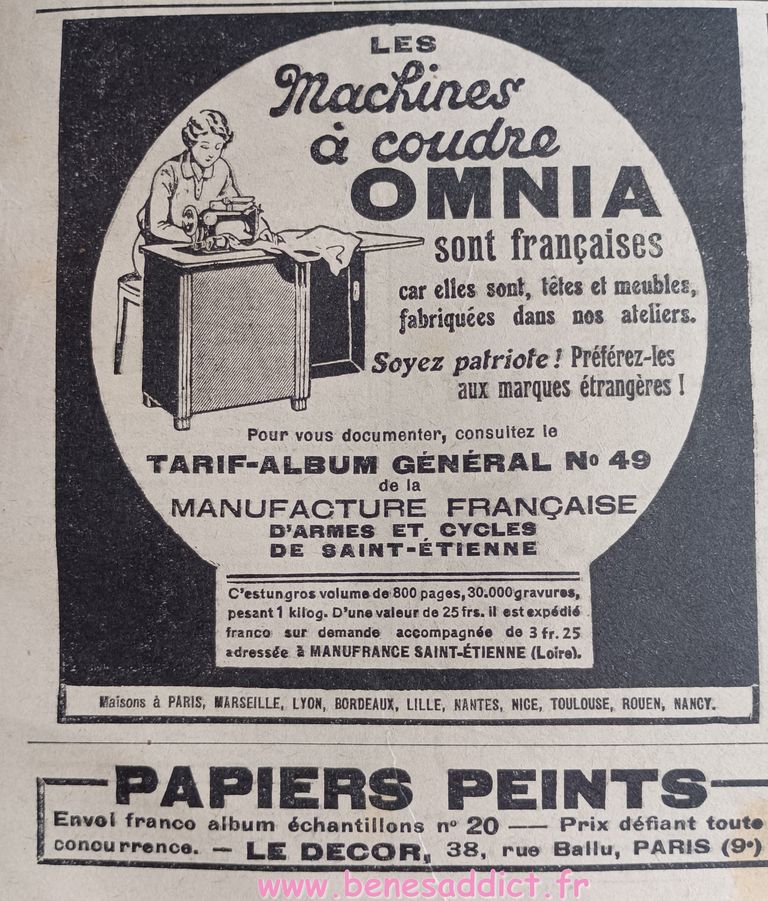 LES
Machines
à coudre
OMNIA
sont françaises
car elles sont, têtes et meubles,
fabriquées dans nos ateliers.
Soyez patriote ! Préférez-les
aux marques étrangères !
Pour vous documenter, consultez le
TARIF-ALBUM GÉNÉRAL No 49
de la
MANUFACTURE FRANÇAISE
D'ARMES ET CYCLES
DE SAINT-ÉTIENNE
C'est un gros volume de 800 pages, 30.000 gravures,
pesant 1 kilog. D'une valeur de 25 frs. il est expédié
franco sur demande accompagnée de 3 fr. 25
adressée à MANUFRANCE SAINT-ÉTIENNE (Loire).
Maisons à PARIS, MARSEILLE, LYON, BORDEAUX, LILLE, NANTES, NICE, TOULOUSE, ROUEN, NANCY.
PAPIERS PEINTS
Envoi franco album échantillons nº 20 — Prix défiant toute
concurrence. — LE DECOR, 38, rue Ballu, PARIS (9e)
www.benesaddict.fr